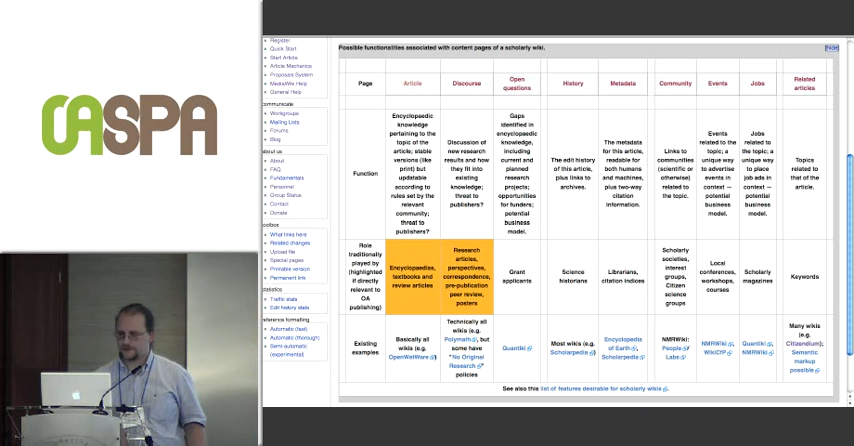 OASPA
Register
Quick Start
Start Article
Article Mechanics
Proposals System
MediaWiki Help
General Help
communicate
Workgroups
Mailing Lists
Forums
Blog
about us
About
FAQ
Fundamentals
Personnel
Group Status
Contact
Donate
toolbox
What links here
Related changes
Upload file
Special pages
Printable version
Permanent link
statistics
Traffic stats
Edit history stats
reference formatting
Automatic (fast)
Automatic (thorough)
Semi-automatic
(experimental)
Possible functionalities associated with content pages of a scholarly wiki.
[hide]
Page
Article
Discourse
Open
questions
History
Metadata
Community
Events
Jobs
Related
articles
Function
Encyclopaedic
knowledge
pertaining to the
topic of the
article; stable
versions (like
print) but
updatable
according to
rules set by the
relevant
community;
threat to
publishers?
Discussion of
new research
results and how
they fit into
existing
knowledge;
threat to
publishers?
Gaps
identified in
encyclopaedic
knowledge,
including
current and
planned
research
projects;
opportunities
for funders;
potential
business
model.
The edit history
of this article,
plus links to
archives.
The metadata
for this article,
readable for
both humans
and machines,
plus two-way
citation
information.
Links to
communities
(scientific or
otherwise)
related to
the topic.
Events
related to the
topic; a
unique way
to advertise
events in
context —
potential
business
model.
Jobs
related to
the topic; a
unique way
to place
job ads in
context —
potential
business
model.
Topics
related to
that of the
article.
Role
traditionally
played by
(highlighted
if directly
relevant to
OA
publishing)
Encyclopaedias,
textbooks and
review articles
Research
articles,
perspectives,
correspondence,
pre-publication
peer review,
posters
Grant
applicants
Science
historians
Librarians,
citation indices
Scholarly
societies,
interest
groups,
Citizen
science
groups
Local
conferences,
workshops,
courses
Scholarly
magazines
Keywords
Existing
examples
Basically all
wikis (e.g.
OpenWetWare)
Technically all
wikis (e.g.
Polymath, but
some have
"No Original
Research"
policies
Quantiki
Most wikis (e.g.
Scholarpedia)
Encyclopedia
of Earth,
Scholarpedia
NMRWiki:
People/
Labs
NMRWiki,
WikiCfP
Quantiki,
NMRWiki
Many wikis
(e.g.
Citizendium);
Semantic
markup
possible
See also this list of features desirable for scholarly wikis.